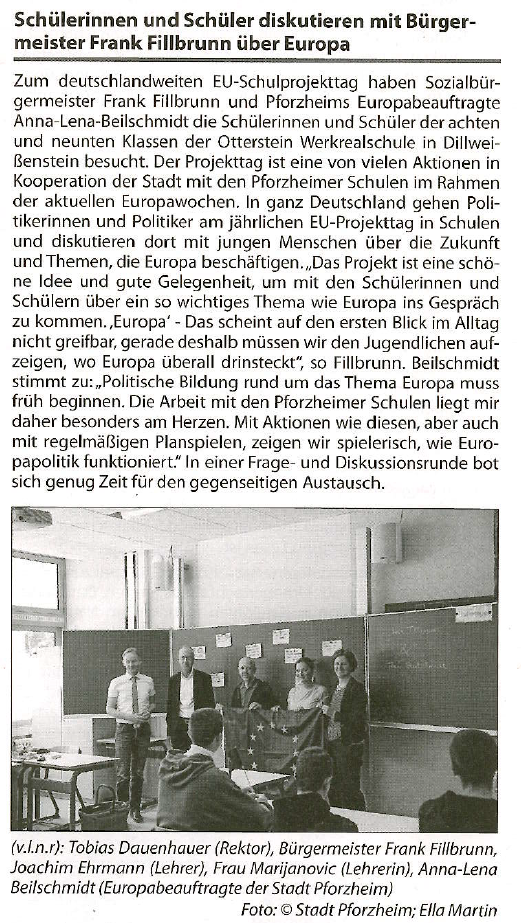 Schülerinnen und Schüler diskutieren mit Bürger-
meister Frank Fillbrunn über Europa
Zum deutschlandweiten EU-Schulprojekttag haben Sozialbür-
germeister Frank Fillbrunn und Pforzheims Europabeauftragte
Anna-Lena-Beilschmidt die Schülerinnen und Schüler der achten
und neunten Klassen der Otterstein Werkrealschule in Dillwei-
ßenstein besucht. Der Projekttag ist eine von vielen Aktionen in
Kooperation der Stadt mit den Pforzheimer Schulen im Rahmen
der aktuellen Europawochen. In ganz Deutschland gehen Poli-
tikerinnen und Politiker am jährlichen EU-Projekttag in Schulen
und diskutieren dort mit jungen Menschen über die Zukunft
und Themen, die Europa beschäftigen. „Das Projekt ist eine schö-
ne Idee und gute Gelegenheit, um mit den Schülerinnen und
Schülern über ein so wichtiges Thema wie Europa ins Gespräch
zu kommen. ‚Europa‘ - Das scheint auf den ersten Blick im Alltag
nicht greifbar, gerade deshalb müssen wir den Jugendlichen auf-
zeigen, wo Europa überall drinsteckt“, so Fillbrunn. Beilschmidt
stimmt zu: „Politische Bildung rund um das Thema Europa muss
früh beginnen. Die Arbeit mit den Pforzheimer Schulen liegt mir
daher besonders am Herzen. Mit Aktionen wie diesen, aber auch
mit regelmäßigen Planspielen, zeigen wir spielerisch, wie Euro-
papolitik funktioniert.“ In einer Frage- und Diskussionsrunde bot
sich genug Zeit für den gegenseitigen Austausch.
(v.l.n.r): Tobias Dauenhauer (Rektor), Bürgermeister Frank Fillbrunn,
Joachim Ehrmann (Lehrer), Frau Marijanovic (Lehrerin), Anna-Lena
Beilschmidt (Europabeauftragte der Stadt Pforzheim)
Foto: © Stadt Pforzheim; Ella Martin